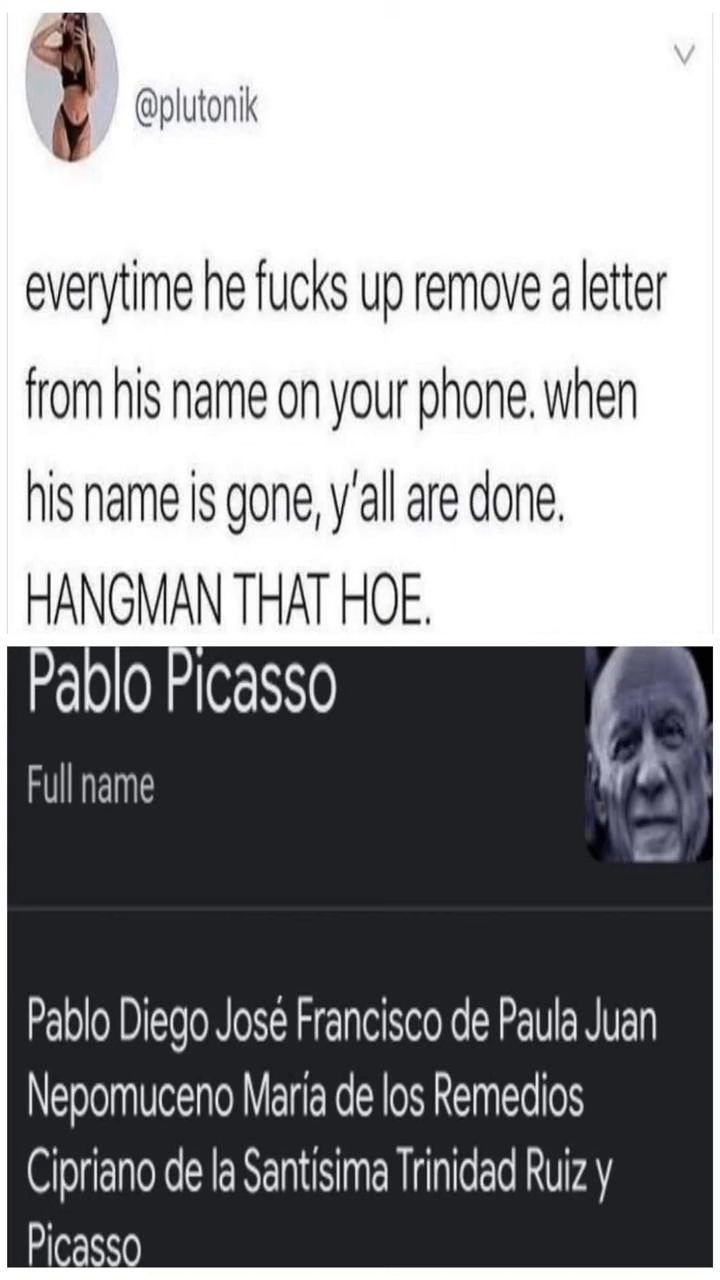 @plutonik
everytime he fucks up remove a letter
from his name on your phone. when
his name is gone, y'all are done.
HANGMAN THAT HOE.
Pablo Picasso
Full name
Pablo Diego José Francisco de Paula Juan
Nepomuceno María de los Remedios
Cipriano de la Santísima Trinidad Ruiz y
Picasso